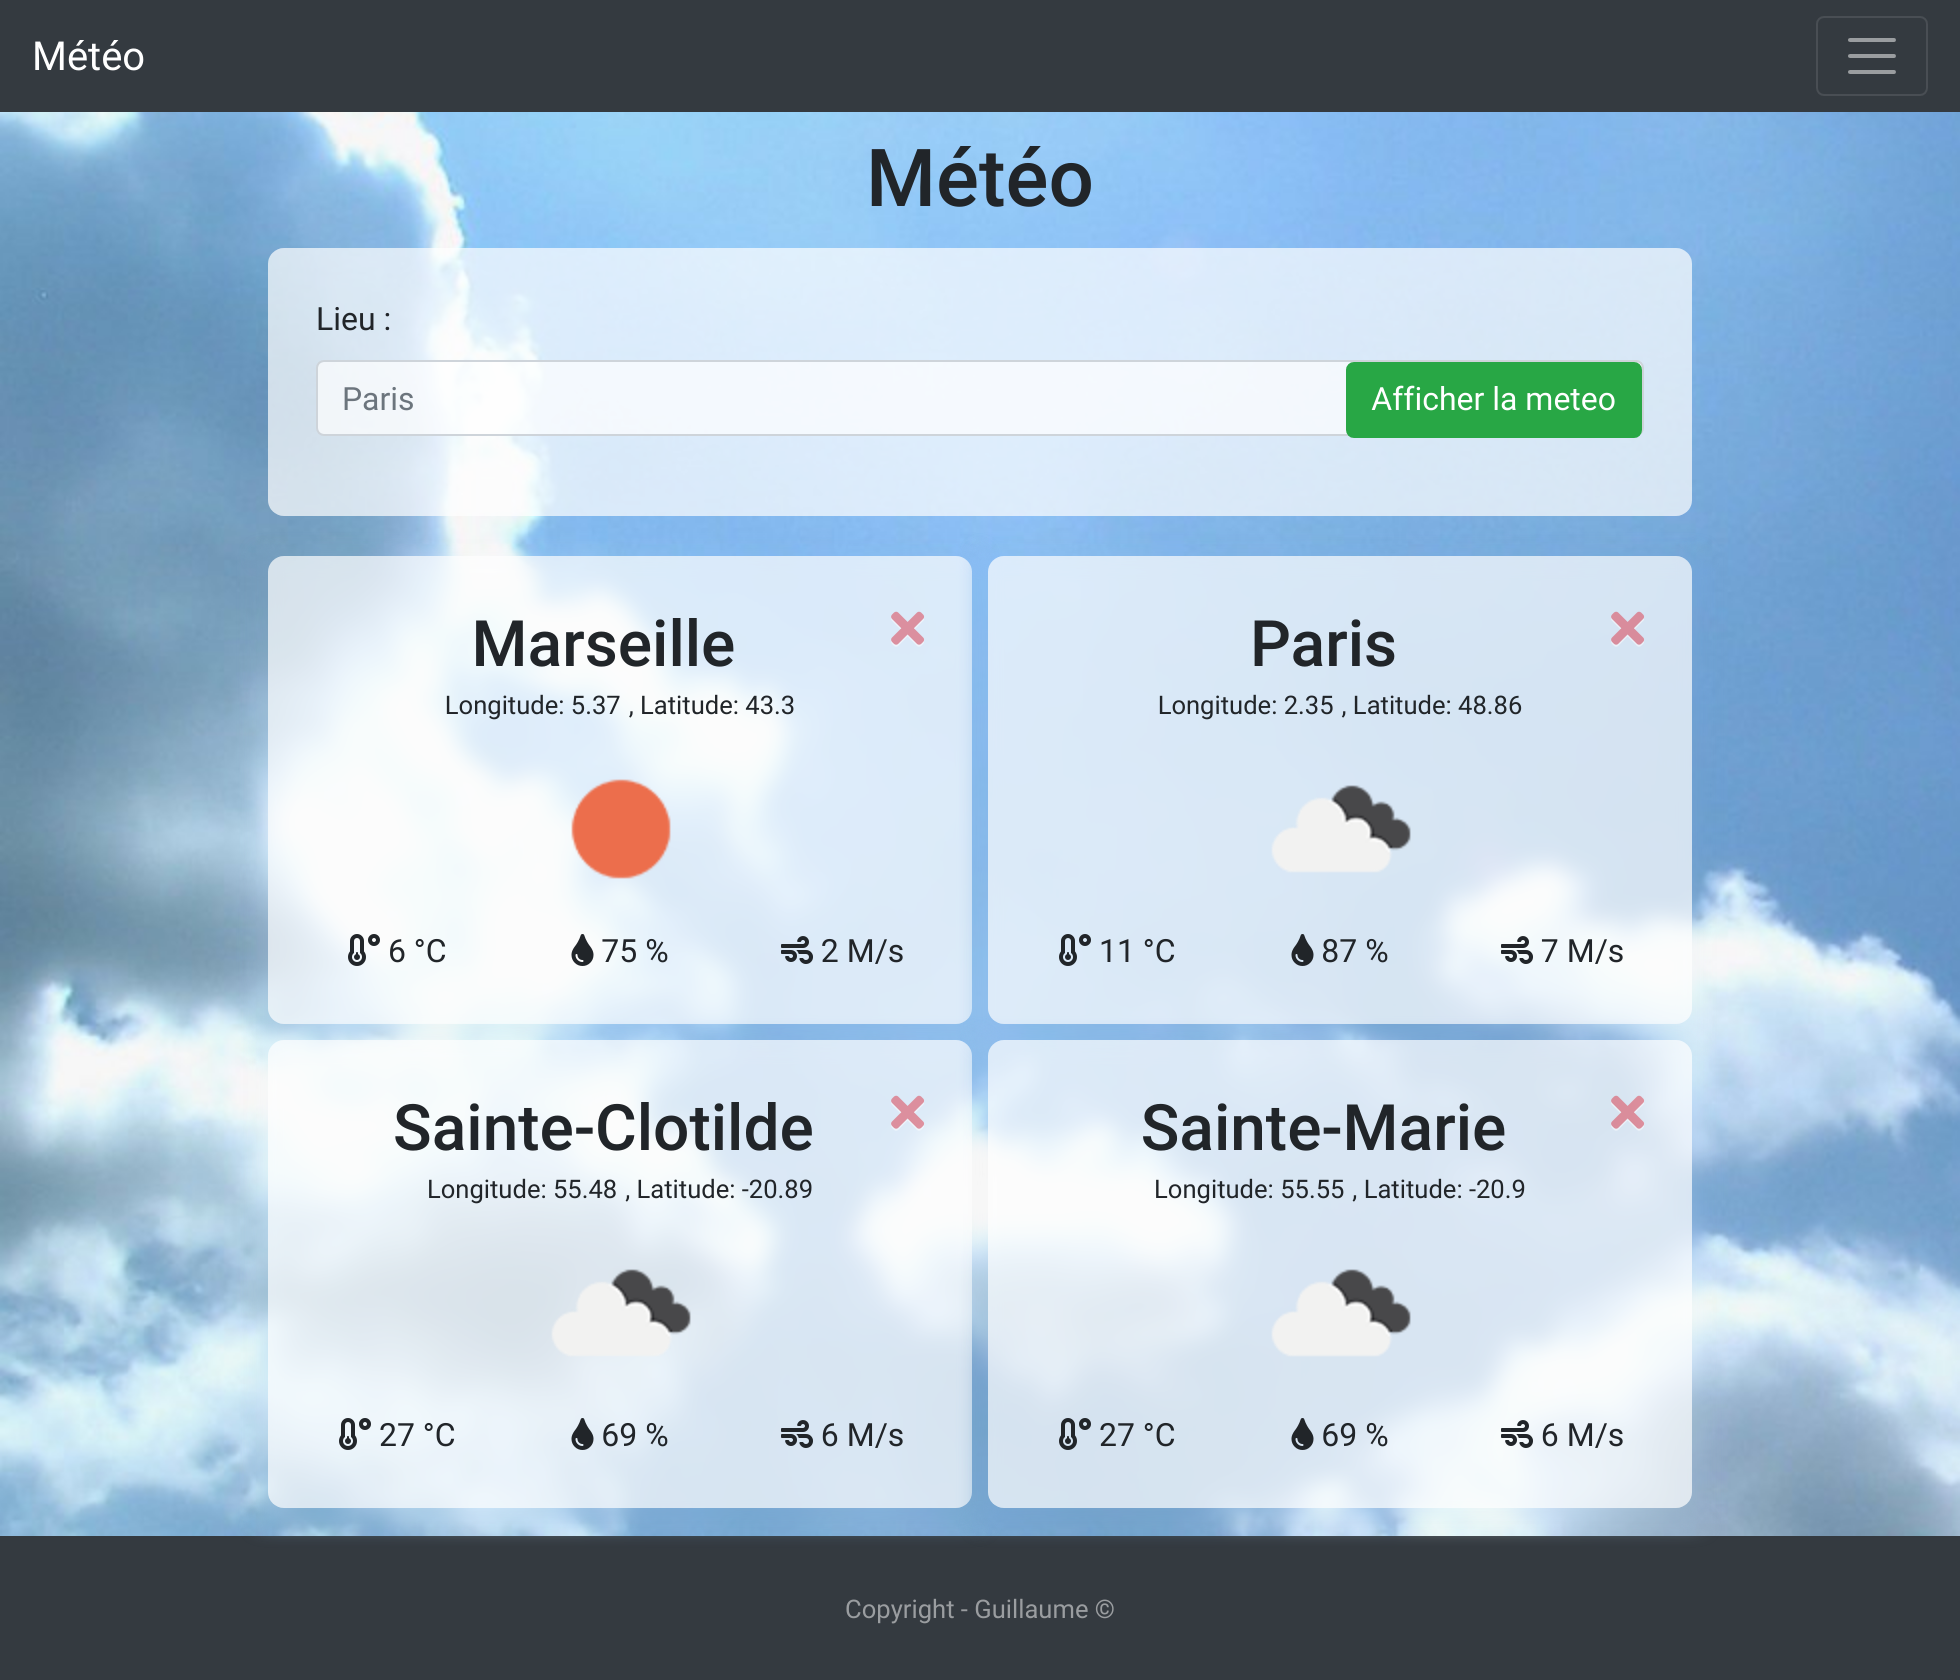 Météo
Météo
Lieu :
Paris
Afficher la meteo
Marseille
Longitude: 5.37 , Latitude: 43.3
6 °C
75 %
2 M/s
Paris
Longitude: 2.35 , Latitude: 48.86
11 °C
87 %
7 M/s
Sainte-Clotilde
Longitude: 55.48 , Latitude: -20.89
27 °C
69 %
6 M/s
Sainte-Marie
Longitude: 55.55 , Latitude: -20.9
27 °C
69 %
6 M/s
Copyright - Guillaume ©